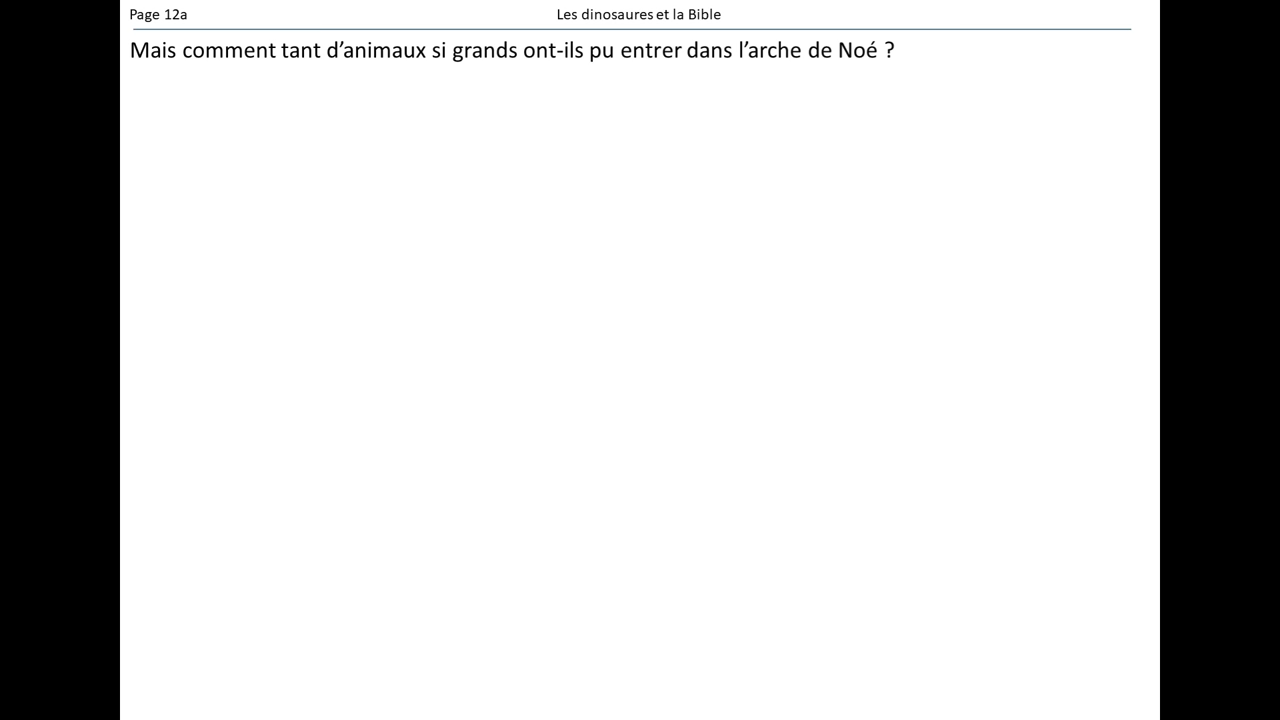 Page 12a
Les dinosaures et la Bible
Mais comment tant d’animaux si grands ont-ils pu entrer dans l’arche de Noé ?